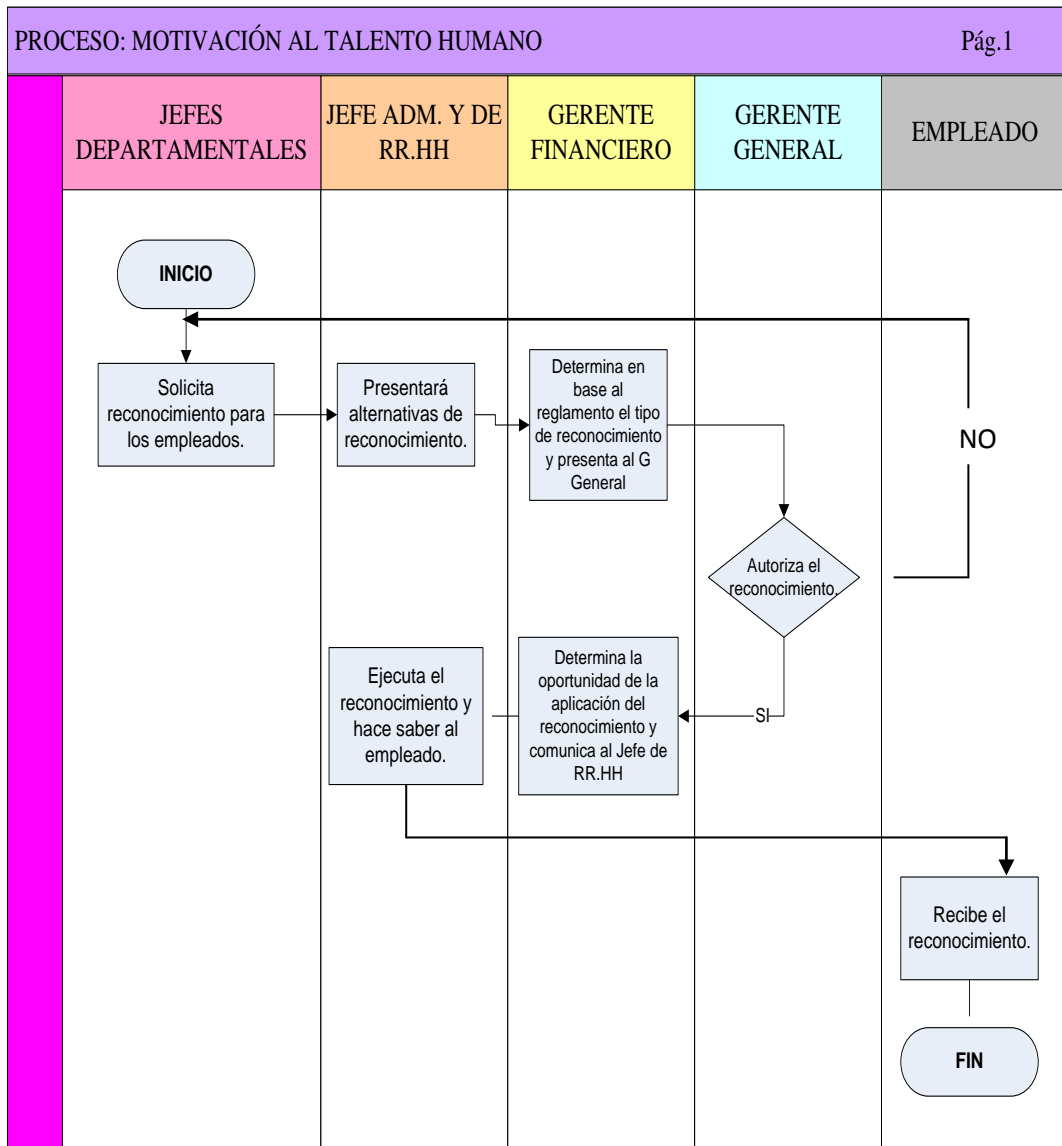 PROCESO: MOTIVACIÓN AL TALENTO HUMANO Pág.1
JEFES
DEPARTAMENTALES
JEFE ADM. Y DE
RR.HH
GERENTE
FINANCIERO
GERENTE
GENERAL
EMPLEADO
INICIO
Solicita
reconocimiento para
los empleados.
Presentará
alternativas de
reconocimiento.
Determina en
base al
reglamento el tipo
de reconocimiento
y presenta al G
General
NO
Autoriza el
reconocimiento.
SI
Determina la
oportunidad de la
aplicación del
reconocimiento y
comunica al Jefe de
RR.HH
Ejecuta el
reconocimiento y
hace saber al
empleado.
Recibe el
reconocimiento.
FIN